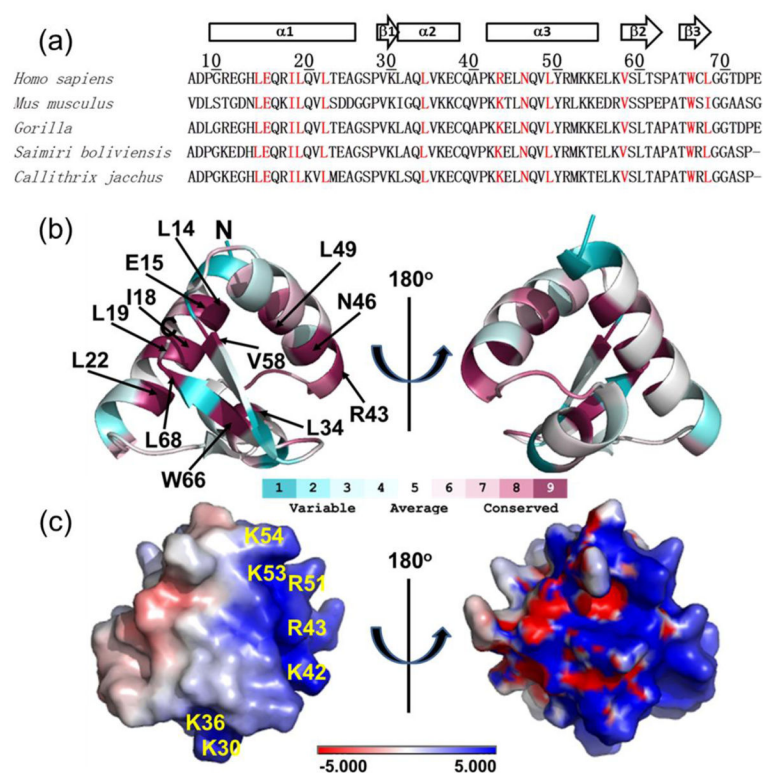 (a) α1 β1 α2 α3 β2 β3
10 20 30 40 50 60 70
Homo sapiens ADPGREGHLEQRILQVLTEAGSPVKLAQLVKECQAPKRELNQVLYRMKKELKVSLTSPATWCLGGTDPE
Mus musculus VDLSTGDNLEQKILQVLSDDGGPVKIGQLVKKCQVPKKTLNQVLYRLKKEDRVSSPEPATWSIGGAASG
Gorilla ADLGREGHLEQRILQVLTEAGSPVKLAQLVKECQAPKKELNQVLYRMKKELKVSLTAPATWRLGGTDPE
Saimiri boliviensis ADPGKEDHLEQRILQVLTEAGSPVKLAQLVKECQVPKKELNQVLYRMKTELKVSLTAPATWRLGGASP-
Callithrix jacchus ADPGKEGHLEQRILKVLMEAGSPVKLSQLVKECQVPKKELNQVLYRMKTELKVSLTAPATWRLGGASP-
(b)
N
L14 L49
E15
I18 N46
L19
L22 V58
R43
L68 L34
W66
180°
1 2 3 4 5 6 7 8 9
Variable Average Conserved
(c)
K54
K53
R51
R43
K42
K36
K30
180°
-5.000 5.000